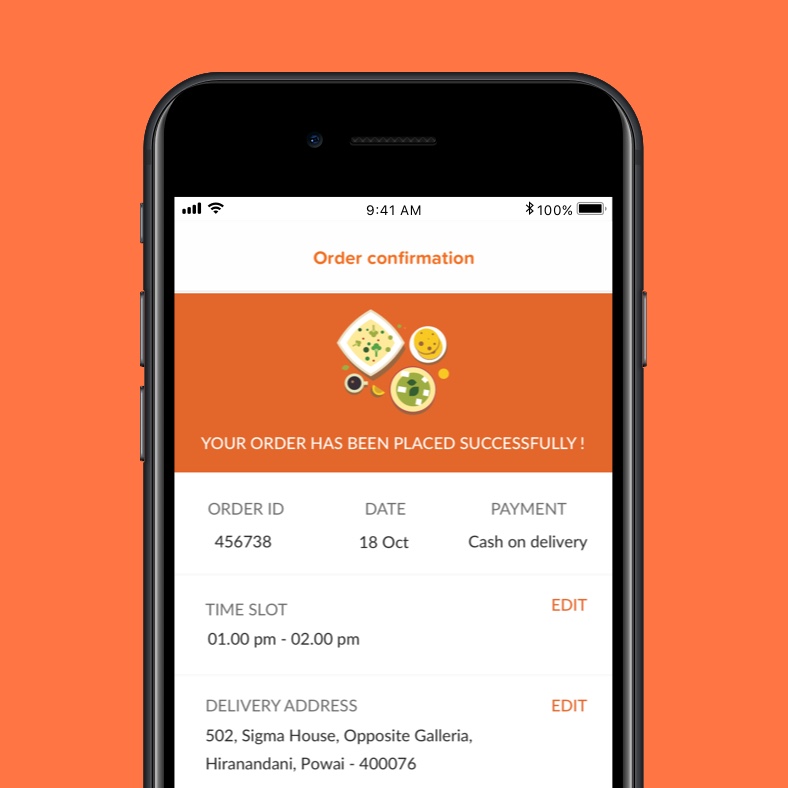 9:41 AM 100%
Order confirmation
YOUR ORDER HAS BEEN PLACED SUCCESSFULLY !
ORDER ID DATE PAYMENT
456738 18 Oct Cash on delivery
TIME SLOT EDIT
01.00 pm - 02.00 pm
DELIVERY ADDRESS EDIT
502, Sigma House, Opposite Galleria,
Hiranandani, Powai - 400076